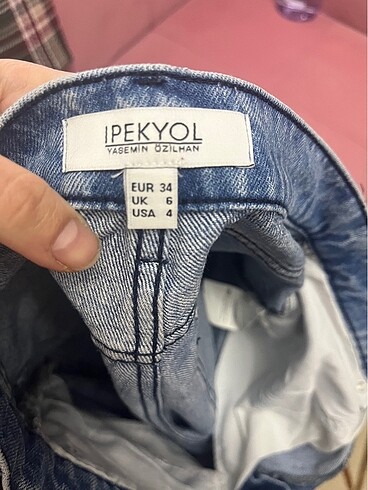 IPEKYOL
YASEMİN ÖZİLHAN
EUR 34
UK 6
USA 4